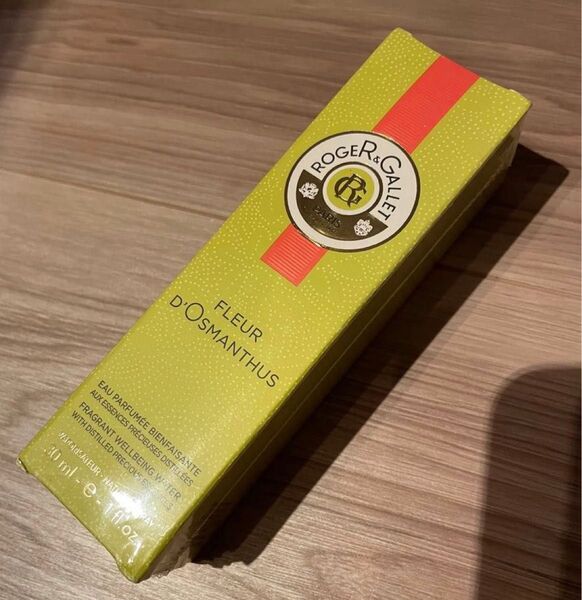 ROGER & GALLET
RG
PARIS
FLEUR
D'OSMANTHUS
EAU PARFUMÉE BIENFAISANTE
AUX ESSENCES PRÉCIEUSES DISTILLÉES
FRAGRANT WELLBEING WATER
WITH DISTILLED PRECIOUS
30 ml - e - 1 fl.oz